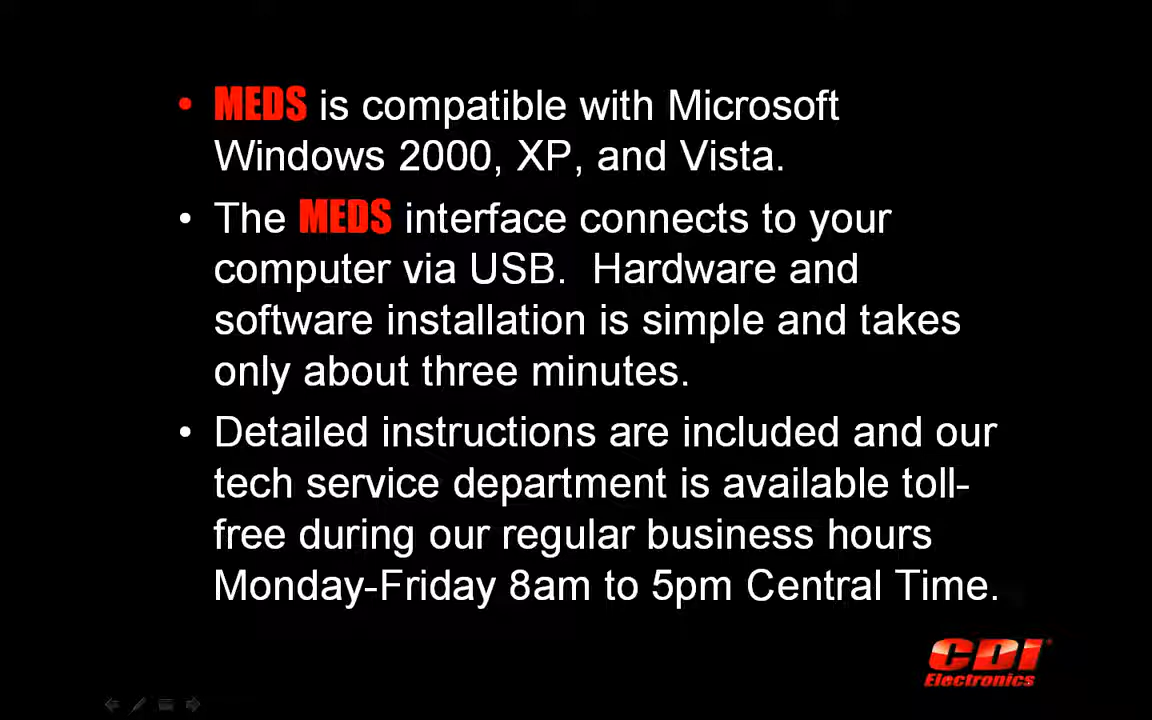 • MEDS is compatible with Microsoft
Windows 2000, XP, and Vista.
• The MEDS interface connects to your
computer via USB.  Hardware and
software installation is simple and takes
only about three minutes.
• Detailed instructions are included and our
tech service department is available toll-
free during our regular business hours
Monday-Friday 8am to 5pm Central Time.
CDI®
Electronics